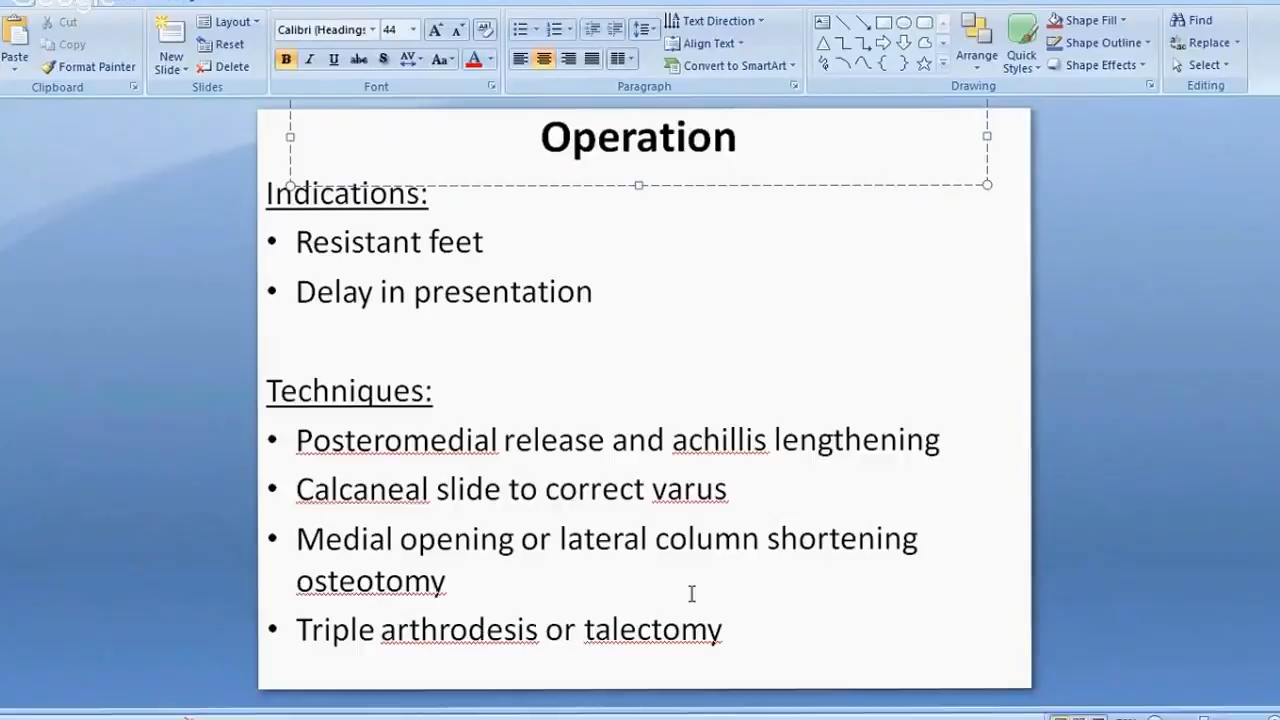 Google
Cut
Copy
Paste
Format Painter
Clipboard
New
Slide
Layout
Reset
Delete
Slides
Calibri (Headings 44 A A
B I U abc S AV Aa A
Font
Text Direction
Align Text
Convert to SmartArt
Paragraph
Arrange
Quick
Styles
Shape Fill
Shape Outline
Shape Effects
Drawing
Find
Replace
Select
Editing
Operation
Indications:
• Resistant feet
• Delay in presentation
Techniques:
• Posteromedial release and achillis lengthening
• Calcaneal slide to correct varus
• Medial opening or lateral column shortening
osteotomy
• Triple arthrodesis or talectomy